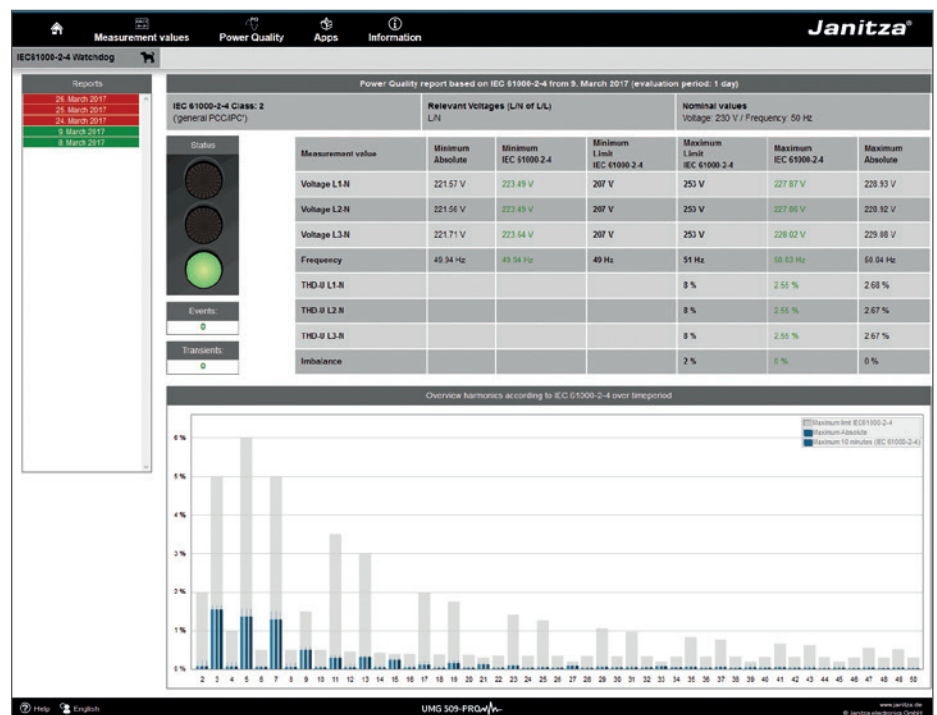 Measurement values Power Quality Apps Information Janitza®
IEC61000-2-4 Watchdog
Reports
26. March 2017
25. March 2017
24. March 2017
9. March 2017
8. March 2017
Power Quality report based on IEC 61000-2-4 from 9. March 2017 (evaluation period: 1 day)
IEC 61000-2-4 Class: 2
('general PCC/IPC')
Relevant Voltages (L/N of L/L)
L/N
Nominal values
Voltage: 230 V / Frequency: 50 Hz
Status
Measurement value Minimum Absolute Minimum IEC 61000-2-4 Minimum Limit IEC 61000-2-4 Maximum Limit IEC 61000-2-4 Maximum IEC 61000-2-4 Maximum Absolute
Voltage L1-N 221.57 V 223.49 V 207 V 253 V 227.87 V 228.93 V
Voltage L2-N 221.56 V 223.49 V 207 V 253 V 227.86 V 228.92 V
Voltage L3-N 221.71 V 223.64 V 207 V 253 V 228.02 V 229.08 V
Frequency 49.94 Hz 49.94 Hz 49 Hz 51 Hz 50.03 Hz 50.04 Hz
THD-U L1-N 8 % 2.55 % 2.68 %
THD-U L2-N 8 % 2.55 % 2.67 %
THD-U L3-N 8 % 2.55 % 2.67 %
Imbalance 2 % 0 % 0 %
Events:
0
Transients:
0
Overview harmonics according to IEC 61000-2-4 over timeperiod
Maximum limit IEC61000-2-4
Maximum Absolute
Maximum 10 minutes (IEC 61000-2-4)
6 %
5 %
4 %
3 %
2 %
1 %
0 %
2 3 4 5 6 7 8 9 10 11 12 13 14 15 16 17 18 19 20 21 22 23 24 25 26 27 28 29 30 31 32 33 34 35 36 37 38 39 40 41 42 43 44 45 46 47 48 49 50
Help English UMG 509-PRO www.janitza.de
© Janitza electronics GmbH